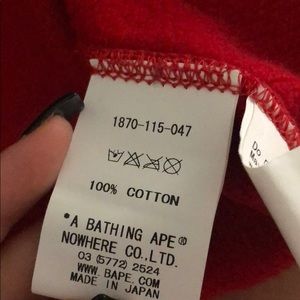 1870-115-047
100% COTTON
"A BATHING APE®
NOWHERE CO.,LTD.
03 (5772) 2524
WWW.BAPE.COM
MADE IN JAPAN
Do